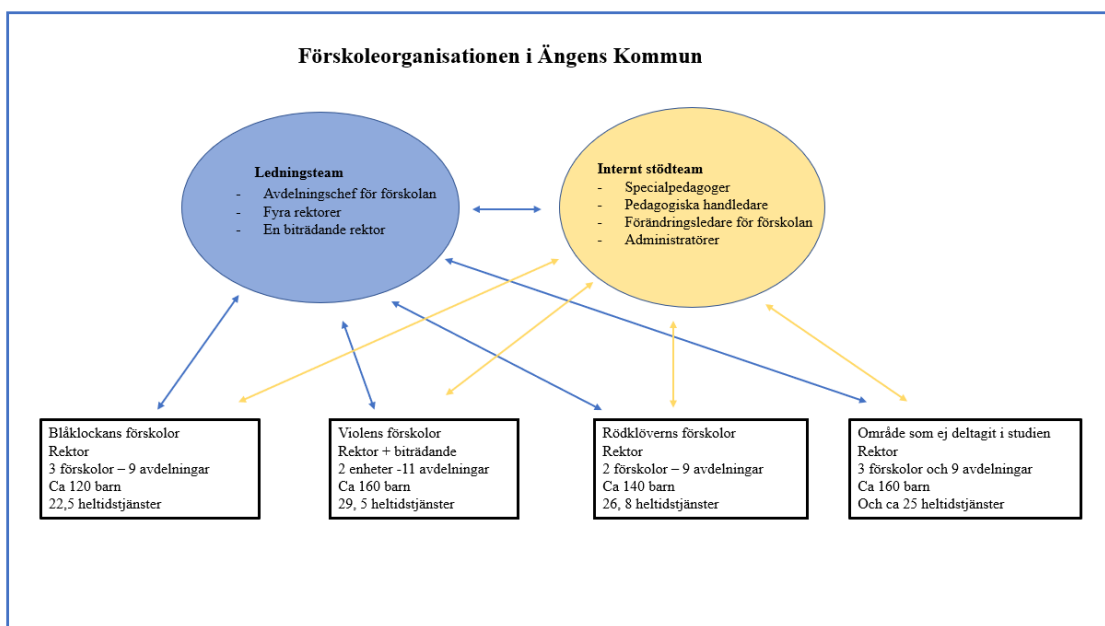 Förskoleorganisationen i Ängens Kommun
Ledningsteam
- Avdelningschef för förskolan
- Fyra rektorer
- En biträdande rektor
Internt stödteam
- Specialpedagoger
- Pedagogiska handledare
- Förändringsledare för förskolan
- Administratörer
Blåklockans förskolor
Rektor
3 förskolor – 9 avdelningar
Ca 120 barn
22,5 heltidstjänster
Violens förskolor
Rektor + biträdande
2 enheter -11 avdelningar
Ca 160 barn
29, 5 heltidstjänster
Rödklöverns förskolor
Rektor
2 förskolor – 9 avdelningar
Ca 140 barn
26, 8 heltidstjänster
Område som ej deltagit i studien
Rektor
3 förskolor och 9 avdelningar
Ca 160 barn
Och ca 25 heltidstjänster